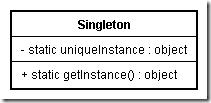 Singleton
- static uniqueInstance : object
+ static getInstance() : object